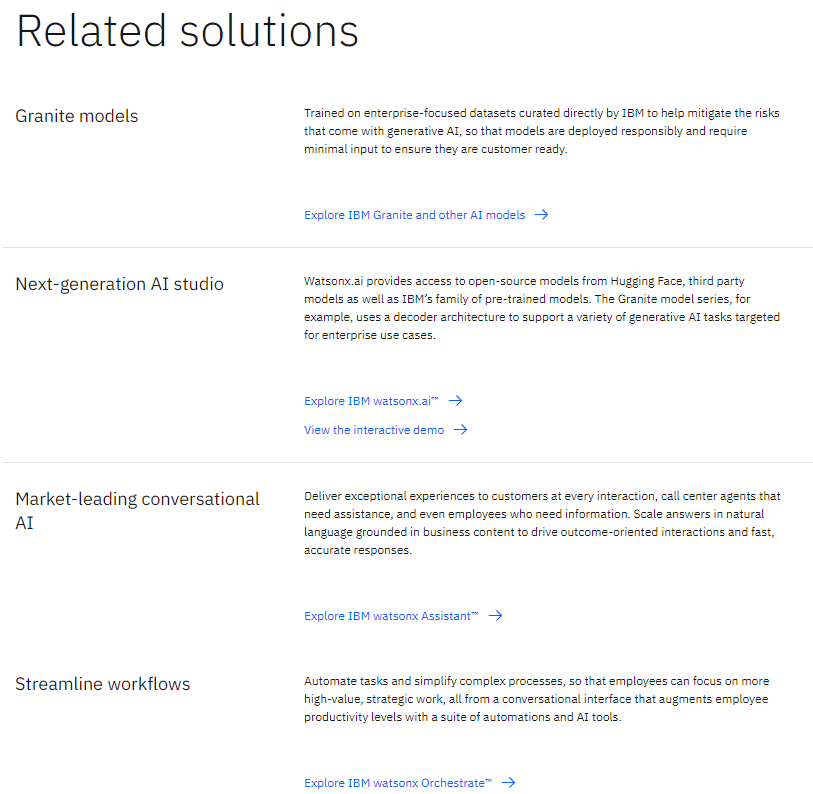 Related solutions
Granite models
Trained on enterprise-focused datasets curated directly by IBM to help mitigate the risks
that come with generative AI, so that models are deployed responsibly and require
minimal input to ensure they are customer ready.
Explore IBM Granite and other AI models →
Next-generation AI studio
Watsonx.ai provides access to open-source models from Hugging Face, third party
models as well as IBM’s family of pre-trained models. The Granite model series, for
example, uses a decoder architecture to support a variety of generative AI tasks targeted
for enterprise use cases.
Explore IBM watsonx.ai™ →
View the interactive demo →
Market-leading conversational
AI
Deliver exceptional experiences to customers at every interaction, call center agents that
need assistance, and even employees who need information. Scale answers in natural
language grounded in business content to drive outcome-oriented interactions and fast,
accurate responses.
Explore IBM watsonx Assistant™ →
Streamline workflows
Automate tasks and simplify complex processes, so that employees can focus on more
high-value, strategic work, all from a conversational interface that augments employee
productivity levels with a suite of automations and AI tools.
Explore IBM watsonx Orchestrate™ →